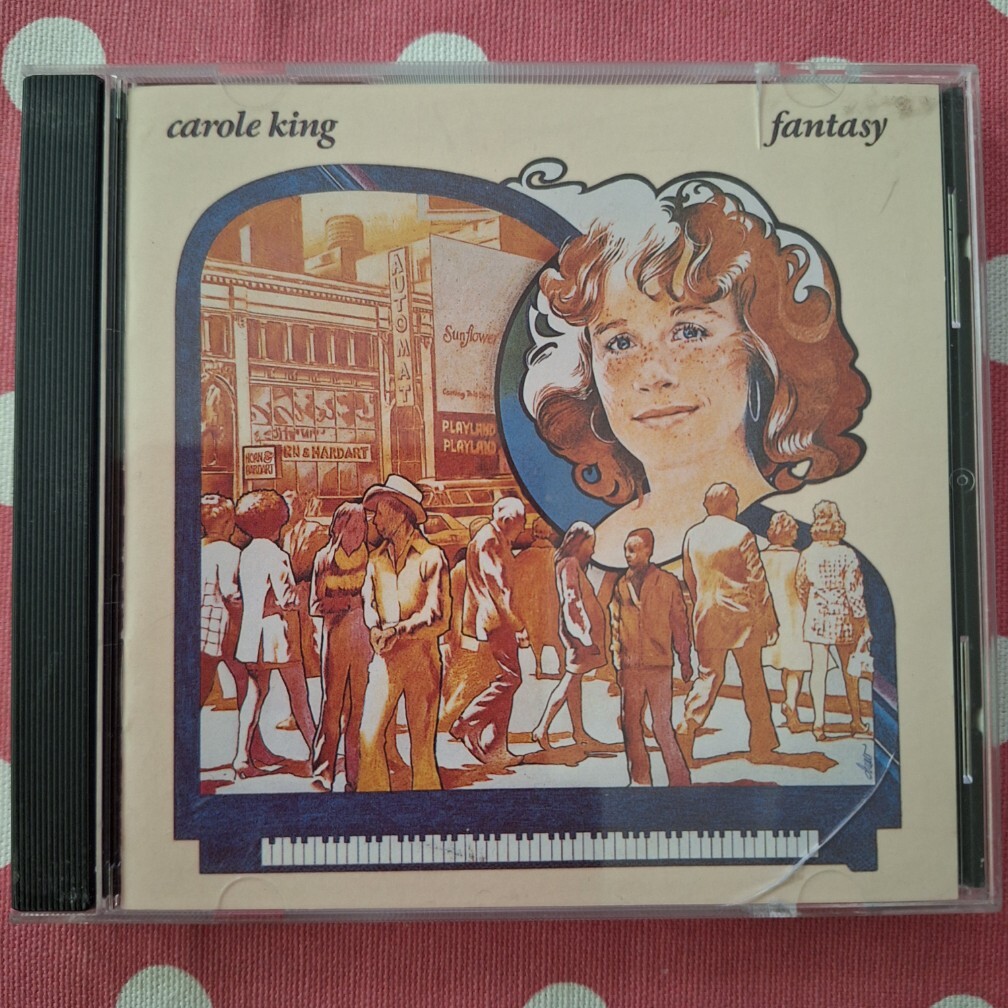 carole king
fantasy
AUTOMAT
Sunflower
PLAYLAND
PLAYLAND
HORN &
HARDART
RN & HARDART